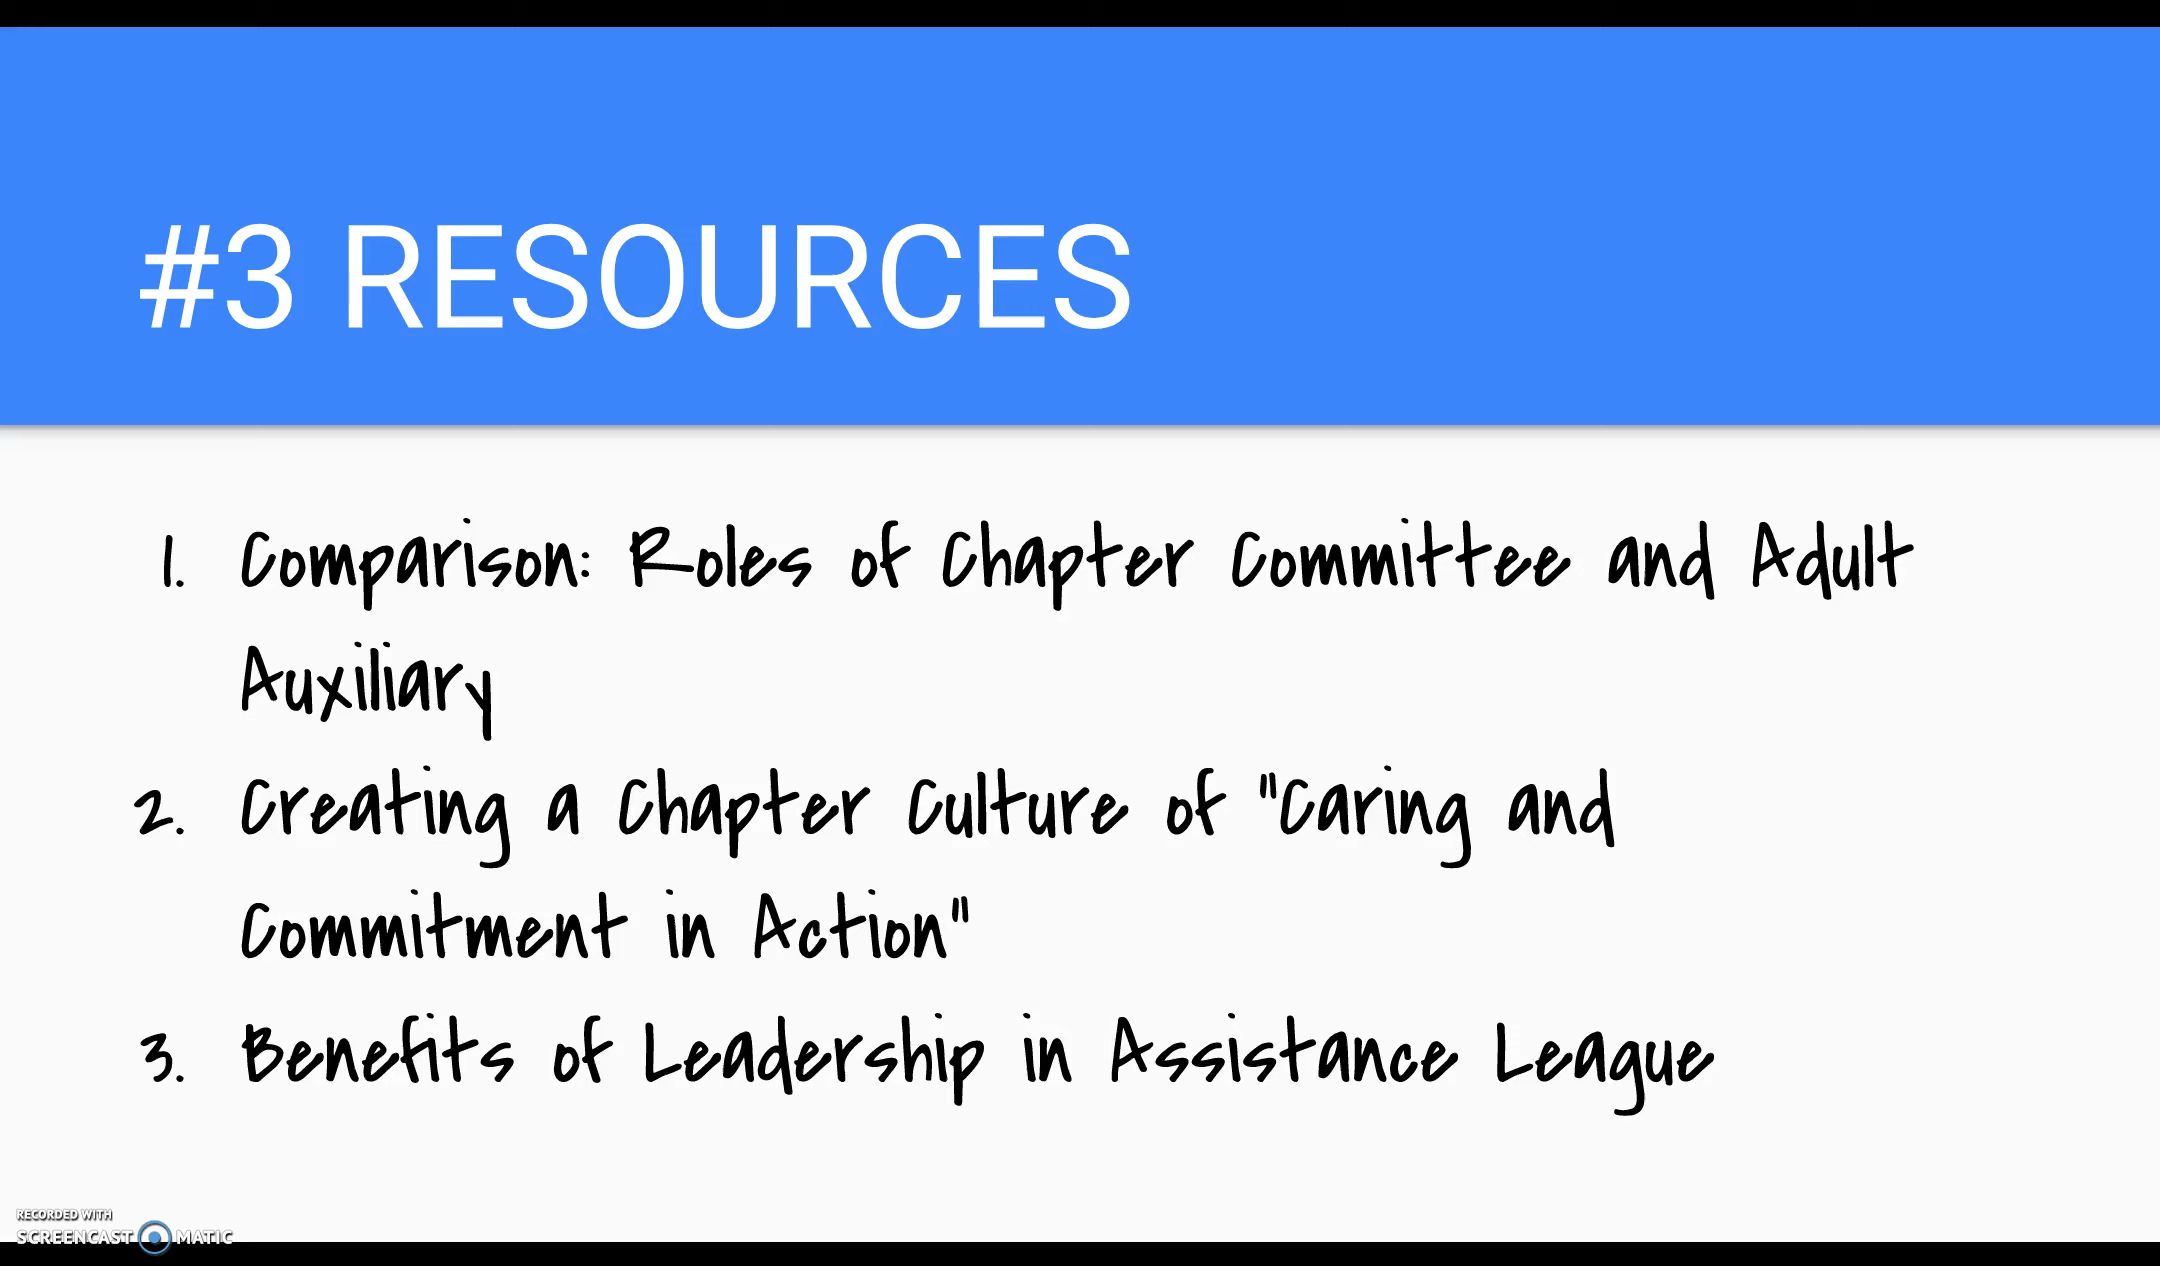 #3 RESOURCES
1. Comparison: Roles of Chapter Committee and Adult
Auxiliary
2. Creating a Chapter Culture of "Caring and
Commitment in Action"
3. Benefits of Leadership in Assistance League
RECORDED WITH
SCREENCAST MATIC